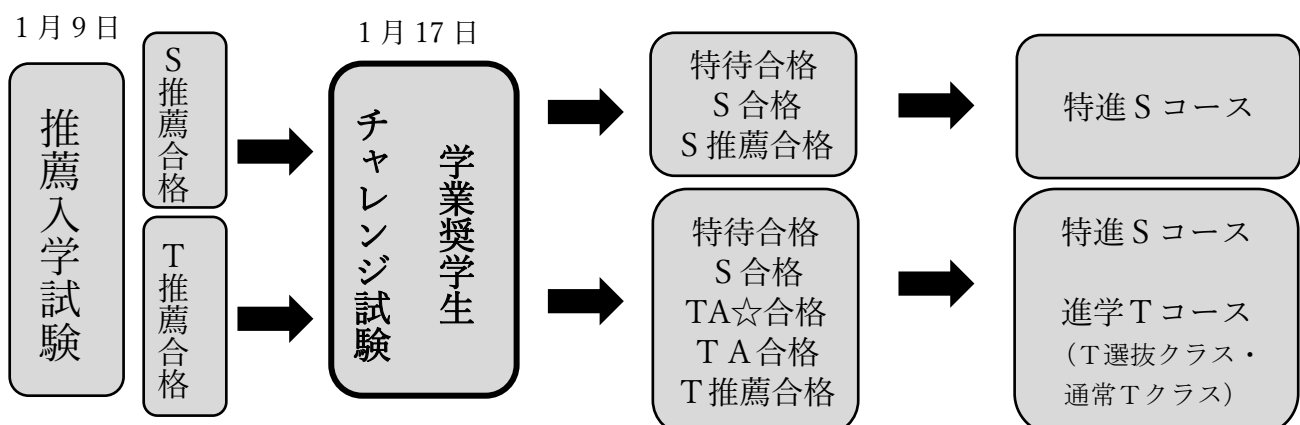 1月9日
推薦入学試験
S推薦合格
T推薦合格
1月17日
学業奨学生
チャレンジ試験
特待合格
S合格
S推薦合格
特待合格
S合格
TA☆合格
TA合格
T推薦合格
特進Sコース
特進Sコース
進学Tコース
（T選抜クラス・
通常Tクラス）